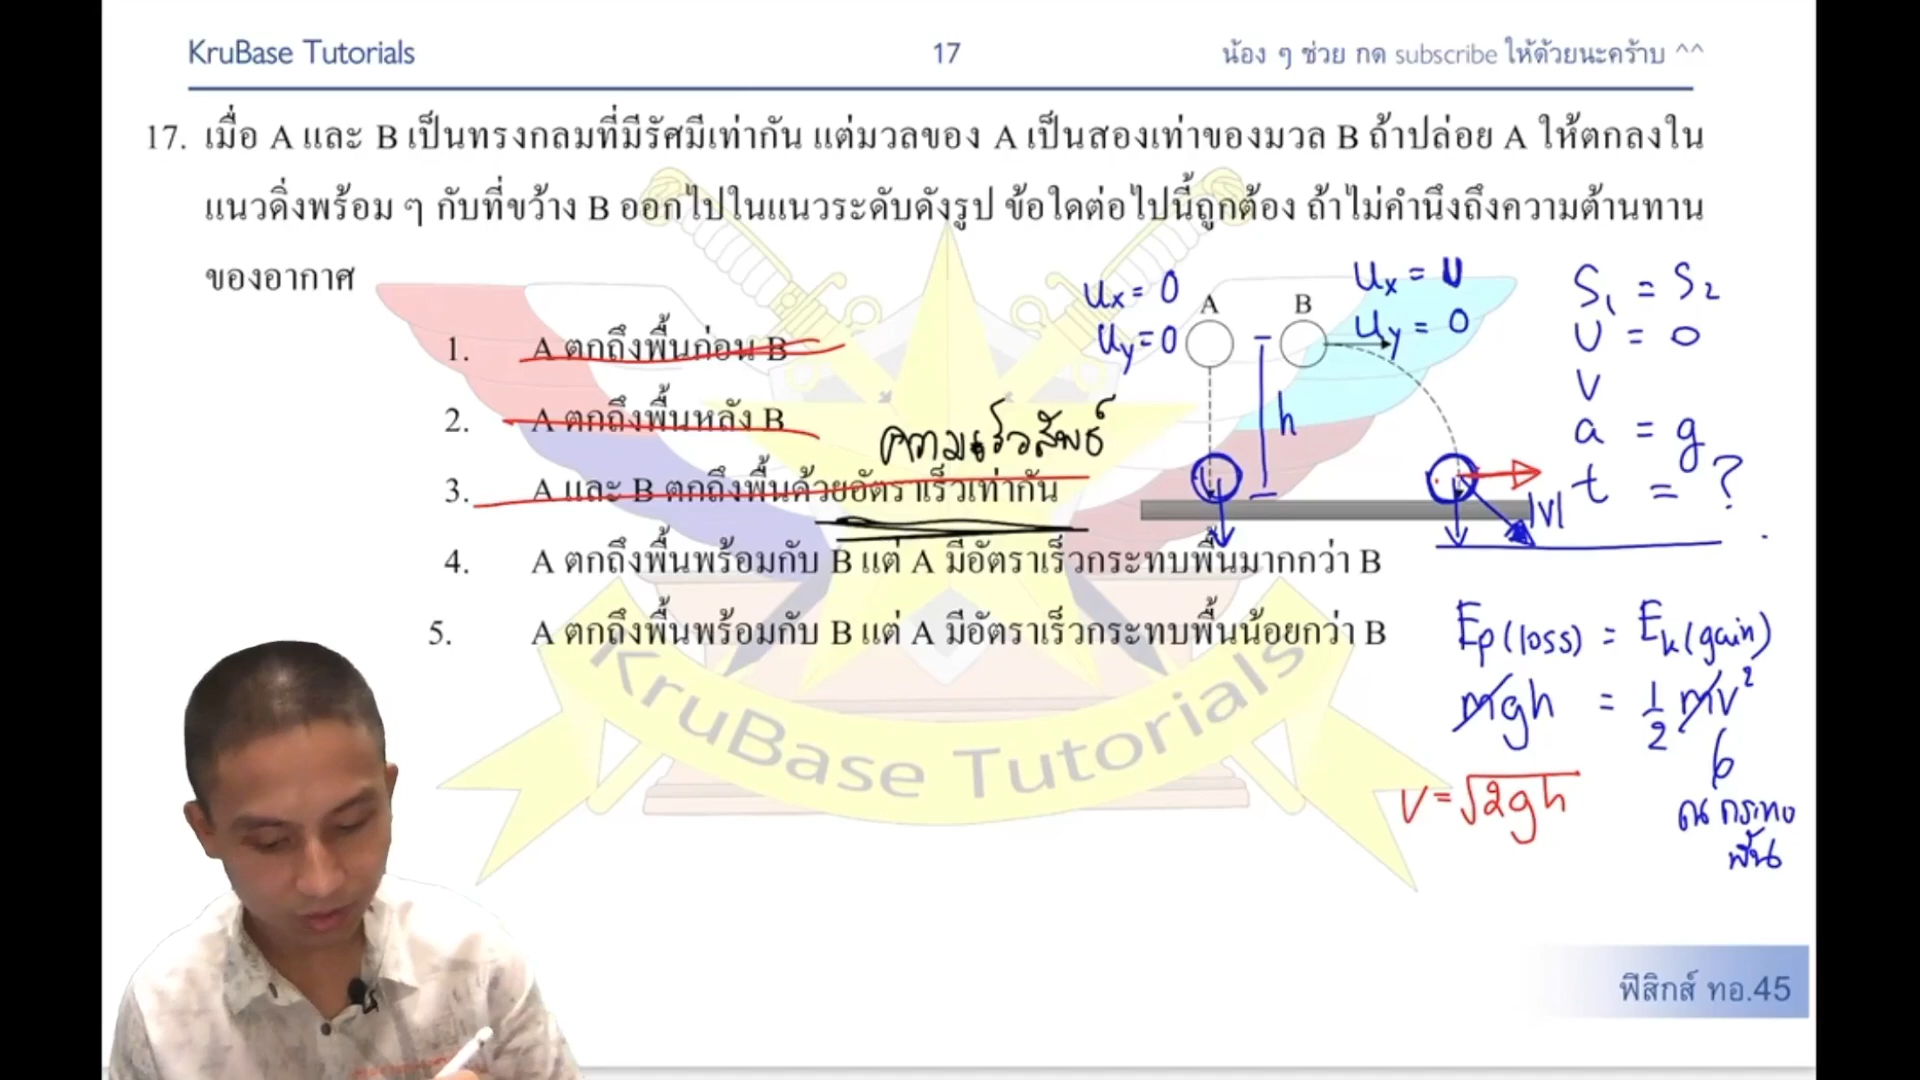 KruBase Tutorials
17
น้อง ๆ ช่วย กด subscribe ให้ด้วยนะคร้าบ ^^
17. เมื่อ A และ B เป็นทรงกลมที่มีรัศมีเท่ากัน แต่มวลของ A เป็นสองเท่าของมวล B ถ้าปล่อย A ให้ตกลงใน
แนวดิ่งพร้อม ๆ กับที่ขว้าง B ออกไปในแนวระดับดังรูป ข้อใดต่อไปนี้ถูกต้อง ถ้าไม่คำนึงถึงความต้านทาน
ของอากาศ
1. A ตกถึงพื้นก่อน B
2. A ตกถึงพื้นหลัง B
ความเร็วสัมพัทธ์
3. A และ B ตกถึงพื้นด้วยอัตราเร็วเท่ากัน
4. A ตกถึงพื้นพร้อมกับ B แต่ A มีอัตราเร็วกระทบพื้นมากกว่า B
5. A ตกถึงพื้นพร้อมกับ B แต่ A มีอัตราเร็วกระทบพื้นน้อยกว่า B
ux = 0
uy = 0
A
B
ux = U
uy = 0
h
|v|
S1 = S2
U = 0
V
a = g
t = ?
Ep(loss) = Ek(gain)
mgh = 1/2 mv²
V = √2gh
ณ กระทบ
พื้น
KruBase Tutorials
ฟิสิกส์ ทอ.45